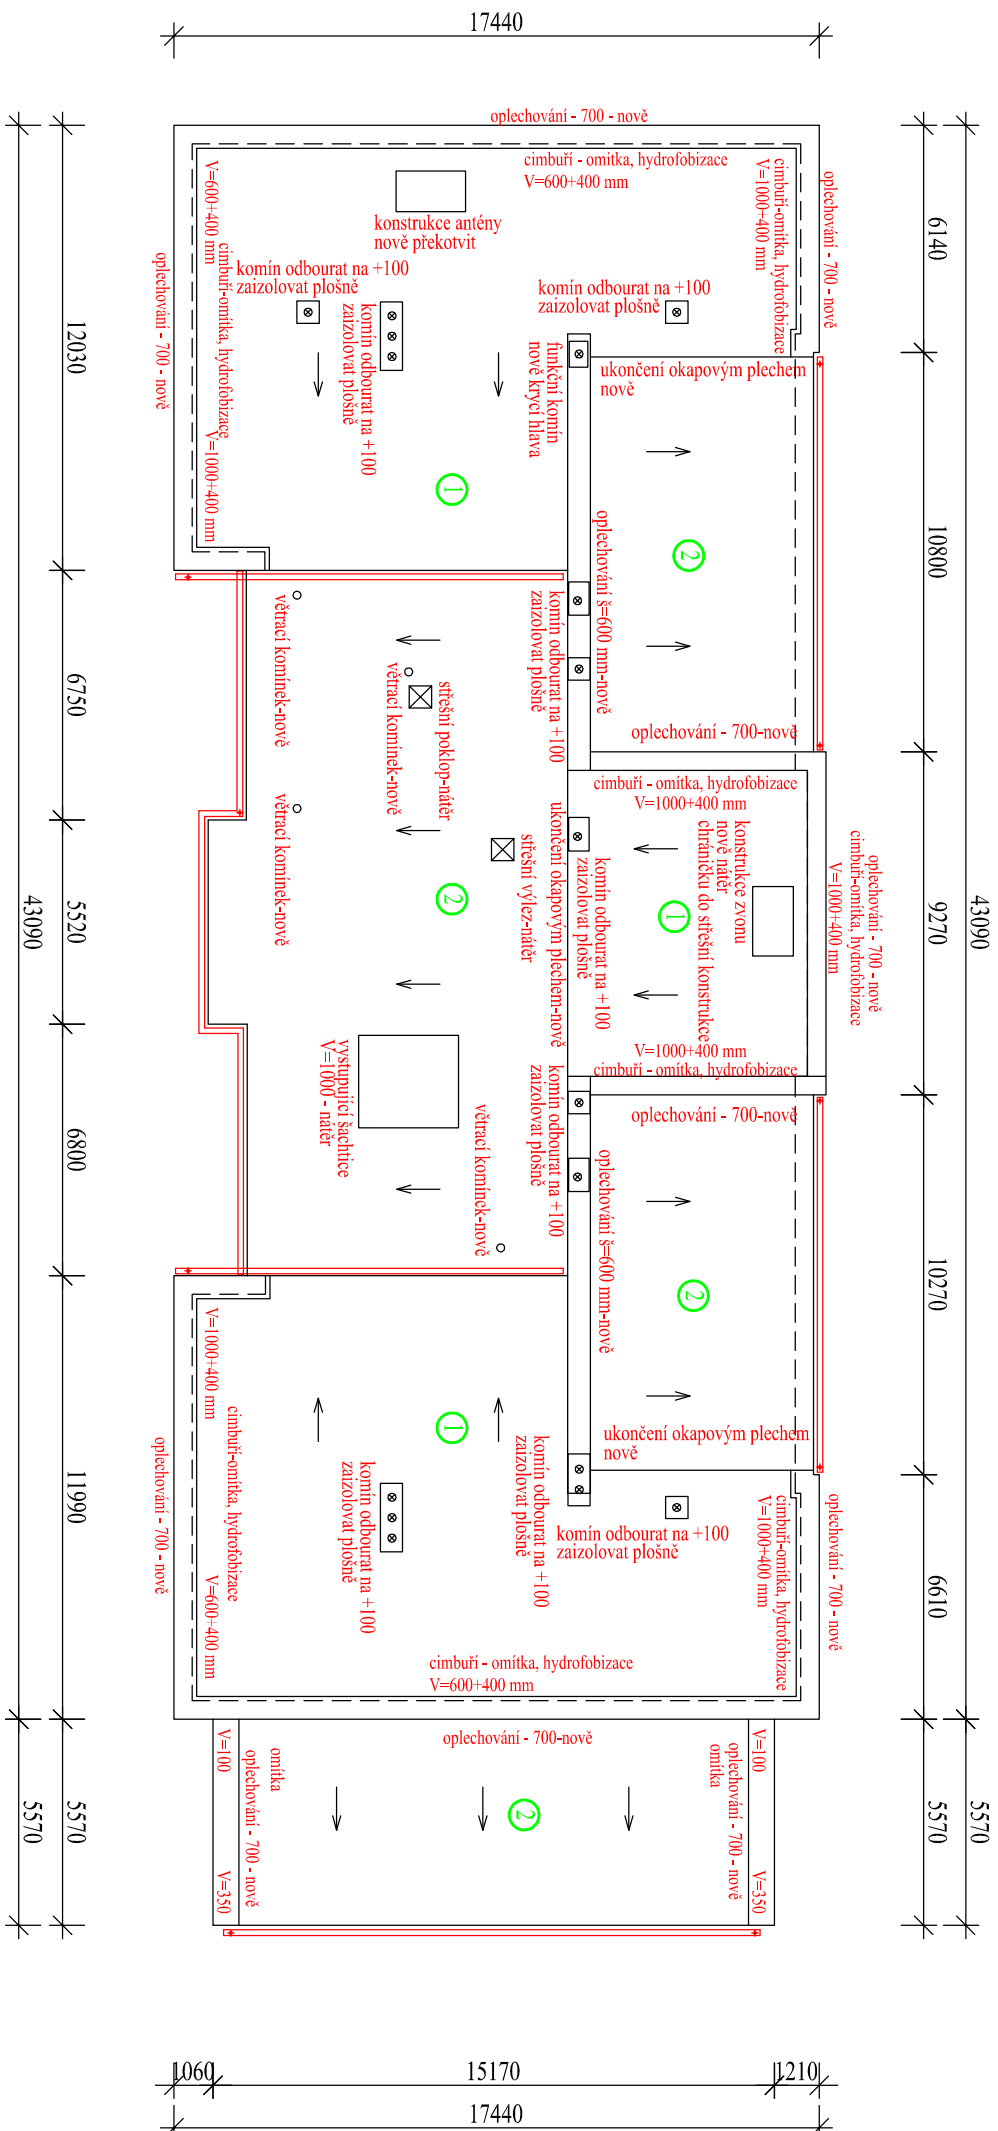 17440
oplechování - 700 - nově
cimbuří - omítka, hydrofobizace
V=600+400 mm
cimbuří-omítka, hydrofobizace
V=1000+400 mm
oplechování - 700 - nově
V=600+400 mm
cimbuří-omítka, hydrofobizace
V=1000+400 mm
oplechování - 700 - nově
konstrukce antény
nově překotvit
komín odbourat na +100
zaizolovat plošně
komín odbourat na +100
zaizolovat plošně
komín odbourat na +100
zaizolovat plošně
funkční komín
nově krycí hlava
ukončení okapovým plechem
nově
1
2
oplechování š=600 mm-nově
komín odbourat na +100
zaizolovat plošně
oplechování - 700-nově
větrací komínek-nově
větrací komínek-nově
střešní poklop-nátěr
větrací komínek-nově
střešní výlez-nátěr
ukončení okapovým plechem-nově
2
cimbuří - omítka, hydrofobizace
V=1000+400 mm
komín odbourat na +100
zaizolovat plošně
konstrukce zvonu
nově nátěr
chráničku do střešní konstrukce
1
oplechování - 700 - nově
cimbuří-omítka, hydrofobizace
V=1000+400 mm
V=1000+400 mm
cimbuří - omítka, hydrofobizace
vystupující šachtice
V=1000 - nátěr
větrací komínek-nově
komín odbourat na +100
zaizolovat plošně
oplechování - 700-nově
oplechování š=600 mm-nově
2
1
ukončení okapovým plechem
nově
V=1000+400 mm
cimbuří-omítka, hydrofobizace
V=600+400 mm
oplechování - 700 - nově
komín odbourat na +100
zaizolovat plošně
komín odbourat na +100
zaizolovat plošně
komín odbourat na +100
zaizolovat plošně
cimbuří-omítka, hydrofobizace
V=1000+400 mm
oplechování - 700 - nově
cimbuří - omítka, hydrofobizace
V=600+400 mm
oplechování - 700-nově
V=100
oplechování - 700 - nově
omítka
V=350
V=100
oplechování - 700 - nově
omítka
V=350
2
6140
10800
9270
10270
6610
5570
43090
5570
12030
6750
5520
6800
11990
5570
43090
5570
1060
15170
1210
17440